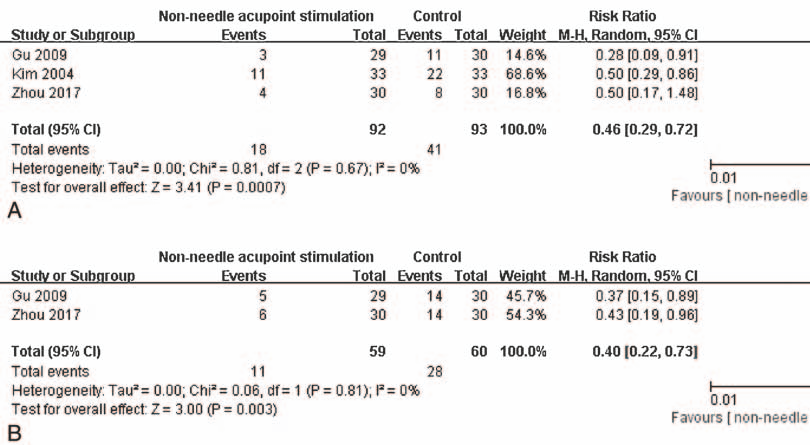 Non-needle acupoint stimulation Control Risk Ratio
Study or Subgroup Events Total Events Total Weight M-H, Random, 95% CI
Gu 2009 3 29 11 30 14.6% 0.28 [0.09, 0.91]
Kim 2004 11 33 22 33 68.6% 0.50 [0.29, 0.86]
Zhou 2017 4 30 8 30 16.8% 0.50 [0.17, 1.48]
Total (95% CI) 92 93 100.0% 0.46 [0.29, 0.72]
Total events 18 41
Heterogeneity: Tau² = 0.00; Chi² = 0.81, df = 2 (P = 0.67); I² = 0%
Test for overall effect: Z = 3.41 (P = 0.0007)
0.01
Favours [ non-needle
A
Non-needle acupoint stimulation Control Risk Ratio
Study or Subgroup Events Total Events Total Weight M-H, Random, 95% CI
Gu 2009 5 29 14 30 45.7% 0.37 [0.15, 0.89]
Zhou 2017 6 30 14 30 54.3% 0.43 [0.19, 0.96]
Total (95% CI) 59 60 100.0% 0.40 [0.22, 0.73]
Total events 11 28
Heterogeneity: Tau² = 0.00; Chi² = 0.06, df = 1 (P = 0.81); I² = 0%
Test for overall effect: Z = 3.00 (P = 0.003)
0.01
Favours [ non-needle
B